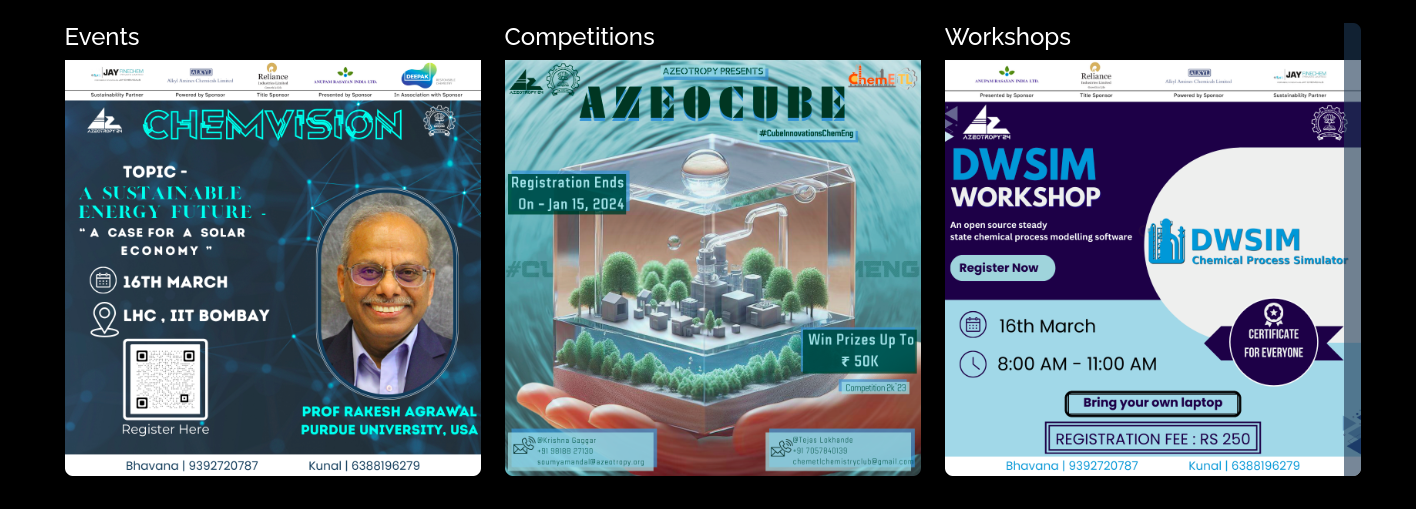 Events
JAY FINECHEM
ALKYL
Alkyl Amines Chemicals Limited
Reliance
Industries Limited
ANUPAM RASAYAN INDIA LTD.
DEEPAK
Sustainability Partner
Powered by Sponsor
Title Sponsor
Presented by Sponsor
In Association with Sponsor
AZEOTROPY'24
CHEMVISION
TOPIC -
A SUSTAINABLE
ENERGY FUTURE -
“ A CASE FOR A SOLAR
ECONOMY ”
16TH MARCH
LHC , IIT BOMBAY
Register Here
PROF RAKESH AGRAWAL
PURDUE UNIVERSITY, USA
Bhavana | 9392720787
Kunal | 6388196279
Competitions
AZEOTROPY PRESENTS
AZEOTROPY'24
AZEOCUBE
#CubeInnovationsChemEng
Registration Ends
On - Jan 15, 2024
Win Prizes Up To
₹ 50K
Competition 2k'23
@Krishna Gaggar
+91 98188 27130
soumyamandal@azeotropy.org
@Tejas Lokhande
+91 7057840139
chemetlchemistryclub@gmail.com
Workshops
ANUPAM RASAYAN INDIA LTD.
Reliance
Industries Limited
ALKYL
Alkyl Amines Chemicals Limited
JAY FINECHEM
Presented by Sponsor
Title Sponsor
Powered by Sponsor
Sustainability Partner
AZEOTROPY'24
DWSIM
WORKSHOP
An open source steady
state chemical process modelling software
Register Now
DWSIM
Chemical Process Simulator
16th March
8:00 AM - 11:00 AM
CERTIFICATE
FOR EVERYONE
Bring your own laptop
REGISTRATION FEE : RS 250
Bhavana | 9392720787
Kunal | 6388196279